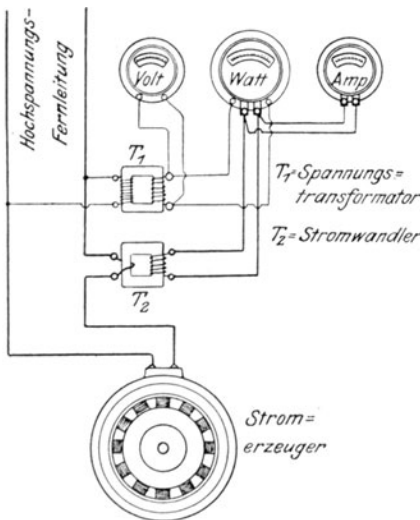 Hochspannungs=
Fernleitung
Volt
Watt
Amp
T1
T1=Spannungs=
transformator
T2=Stromwandler
T2
Strom=
erzeuger